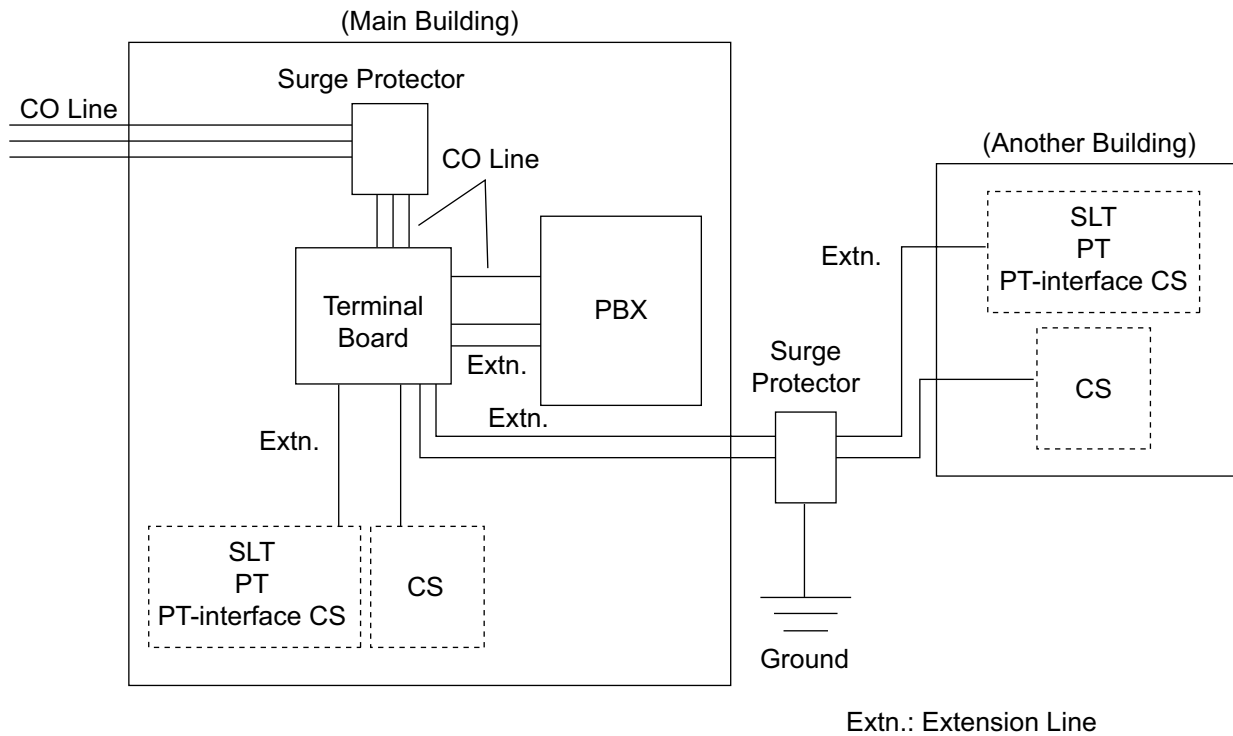 (Main Building)
Surge Protector
CO Line
CO Line
(Another Building)
SLT
PT
PT-interface CS
Extn.
Terminal
Board
PBX
Extn.
Surge
Protector
CS
Extn.
Extn.
SLT
PT
PT-interface CS
CS
Ground
Extn.: Extension Line